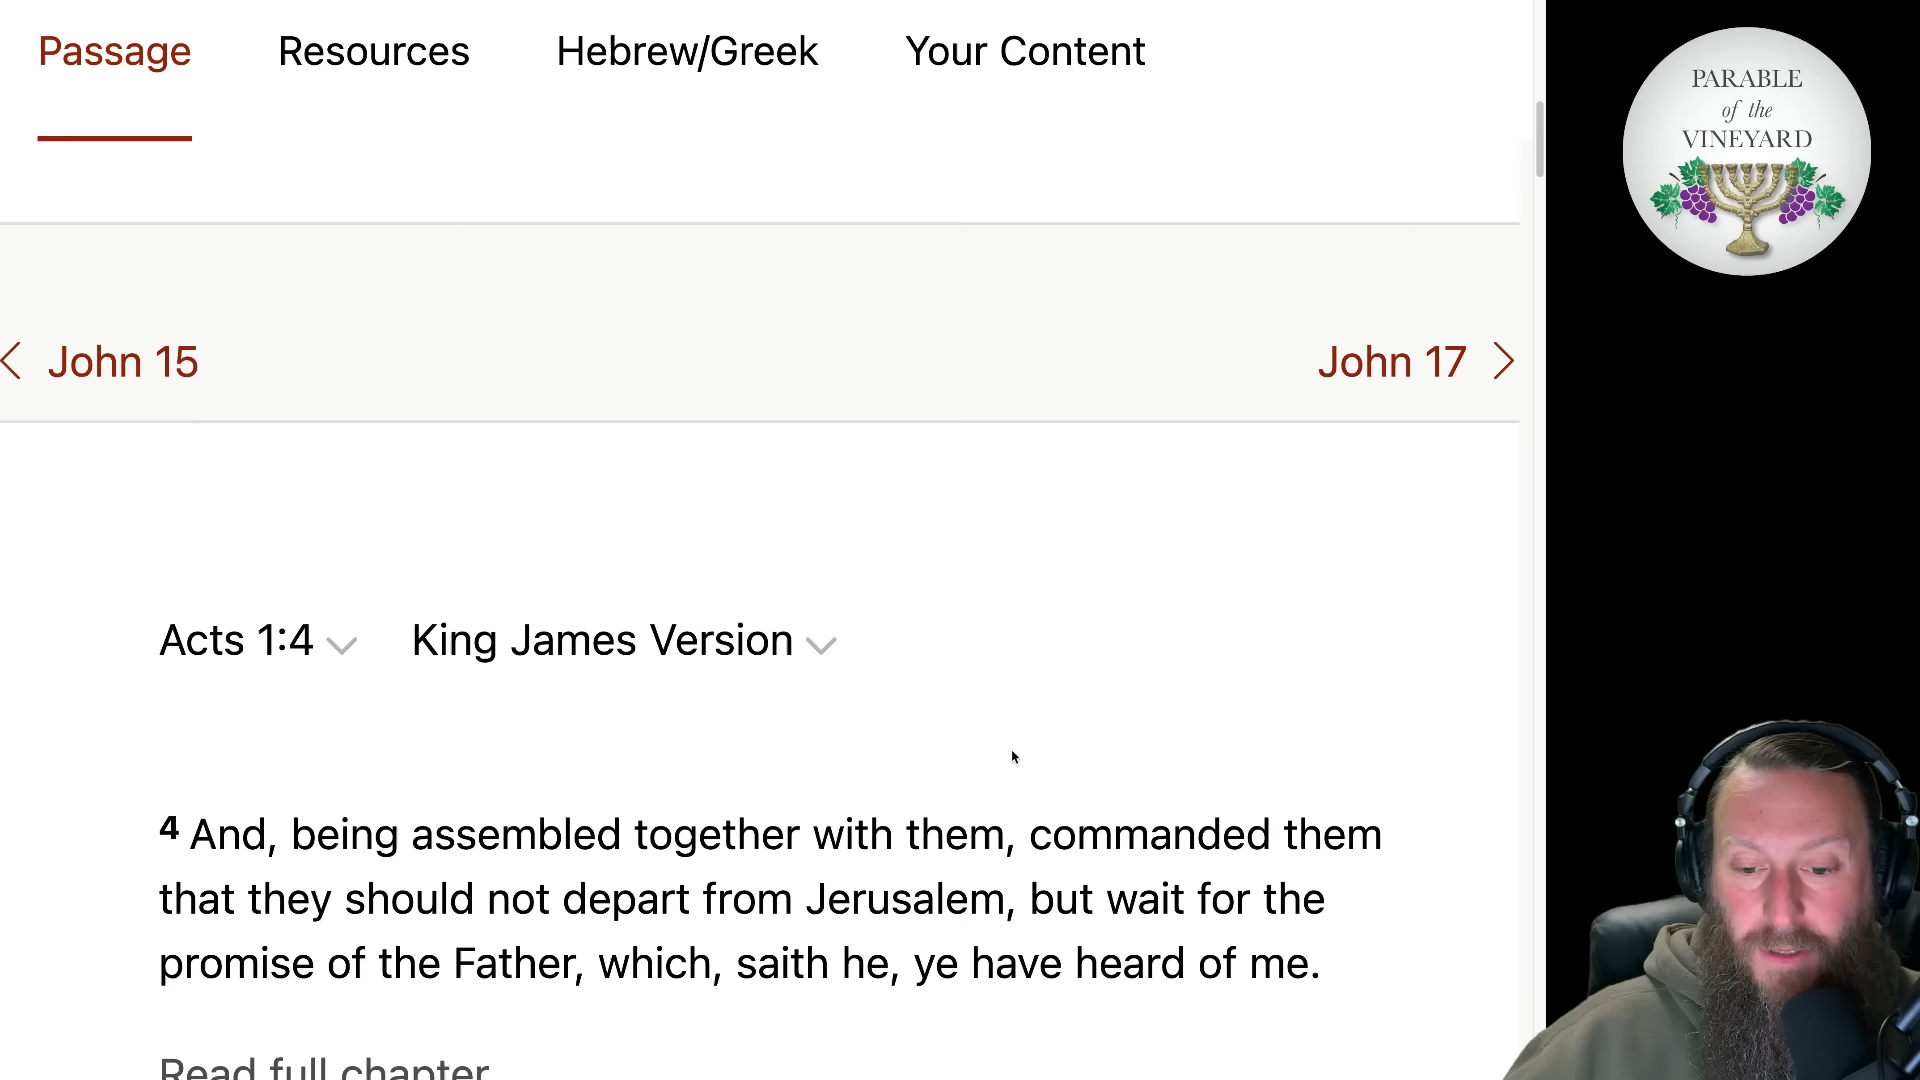 Passage Resources Hebrew/Greek Your Content
PARABLE
of the
VINEYARD
John 15 John 17
Acts 1:4 King James Version
4 And, being assembled together with them, commanded them
that they should not depart from Jerusalem, but wait for the
promise of the Father, which, saith he, ye have heard of me.
Read full chapter